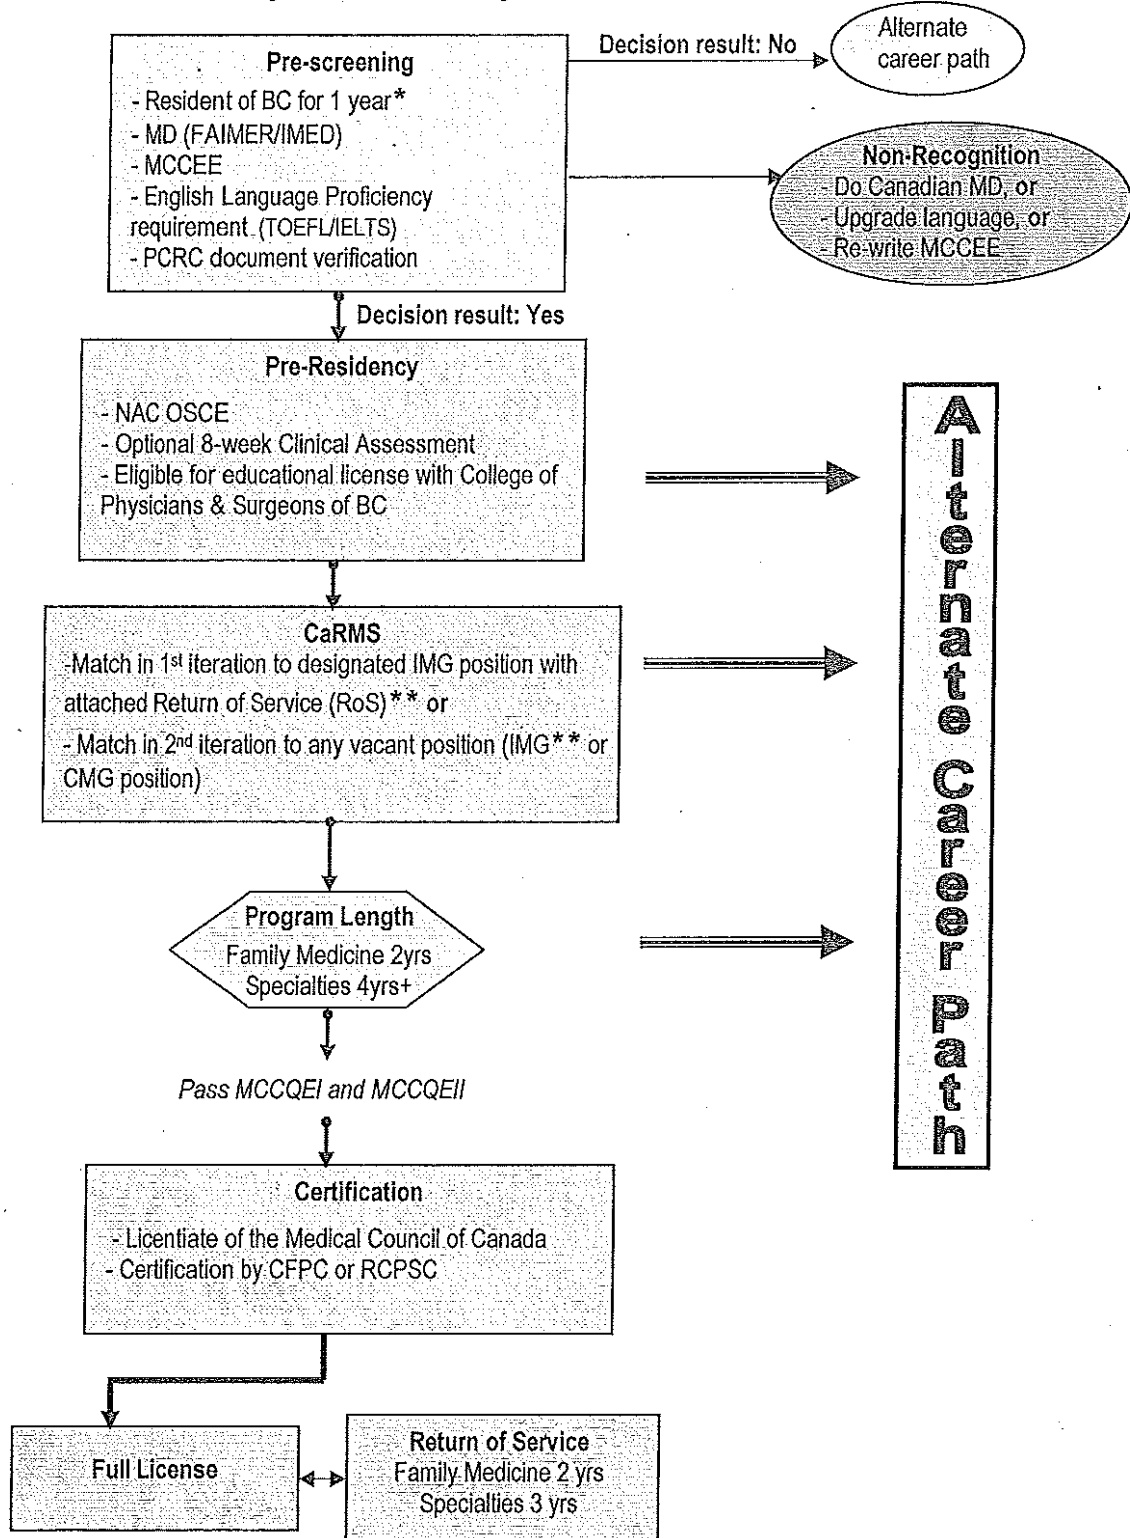 Decision result: No
Alternate
career path
Pre-screening
- Resident of BC for 1 year*
- MD (FAIMER/IMED)
- MCCEE
- English Language Proficiency
requirement (TOEFL/IELTS)
- PCRC document verification
Non-Recognition
- Do Canadian MD, or
- Upgrade language, or
- Re-write MCCEE
Decision result: Yes
Pre-Residency
- NAC OSCE
- Optional 8-week Clinical Assessment
- Eligible for educational license with College of
Physicians & Surgeons of BC
Alternate Career Path
CaRMS
-Match in 1st iteration to designated IMG position with
attached Return of Service (RoS)** or
- Match in 2nd iteration to any vacant position (IMG** or
CMG position)
Program Length
Family Medicine 2yrs
Specialties 4yrs+
Pass MCCQEI and MCCQEII
Certification
- Licentiate of the Medical Council of Canada
- Certification by CFPC or RCPSC
Full License
Return of Service
Family Medicine 2 yrs
Specialties 3 yrs